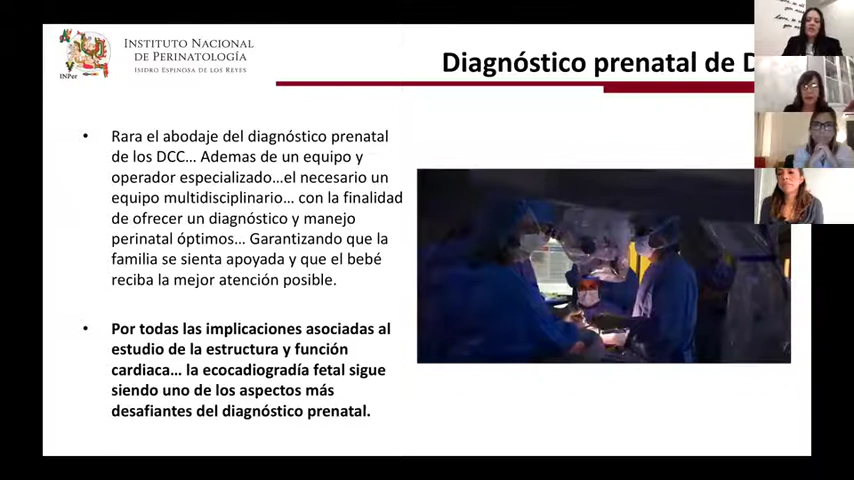 INSTITUTO NACIONAL
DE PERINATOLOGÍA
ISIDRO ESPINOSA DE LOS REYES
INPer
Diagnóstico prenatal de D
• Rara el abodaje del diagnóstico prenatal
de los DCC... Ademas de un equipo y
operador especializado...el necesario un
equipo multidisciplinario... con la finalidad
de ofrecer un diagnóstico y manejo
perinatal óptimos... Garantizando que la
familia se sienta apoyada y que el bebé
reciba la mejor atención posible.
• Por todas las implicaciones asociadas al
estudio de la estructura y función
cardiaca... la ecocadiogradía fetal sigue
siendo uno de los aspectos más
desafiantes del diagnóstico prenatal.